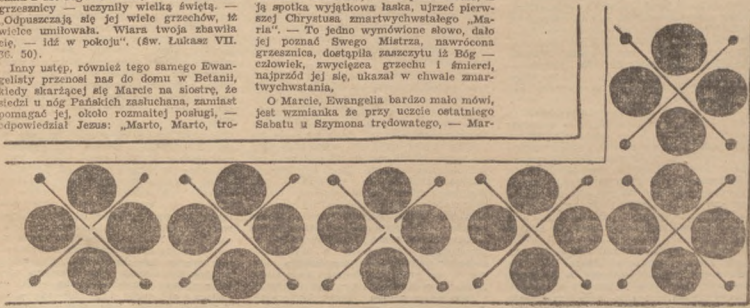 grzesznicy — uczyniły wielką świętą. —
„Odpuszczają się jej wiele grzechów, iż
wielce umiłowała. Wiara twoja zbawiła
cię, — idź w pokoju". (św. Łukasz VII.
36. 50).
Inny ustęp, również tego samego Ewan-
gelisty przenosi nas do domu w Betanii,
kiedy skarżącej się Marcie na siostrę, że
siedzi u nóg Pańskich zasłuchana, zamiast
pomagać jej, około rozmaitej posługi, —
odpowiedział Jezus: „Marto, Marto, tro-
ją spotka wyjątkowa łaska, ujrzeć pierw-
szej Chrystusa zmartwychwstałego „Ma-
ria". — To jedno wymówione słowo, dało
jej poznać Swego Mistrza, nawrócona
grzesznica, dostąpiła zaszczytu iż Bóg —
człowiek, zwycięzca grzechu i śmierci,
najprzód jej się, ukazał w chwale zmar-
twychwstania,
O Marcie, Ewangelia bardzo mało mówi,
jest wzmianka że przy uczcie ostatniego
Sabatu u Szymona trędowatego, — Mar-